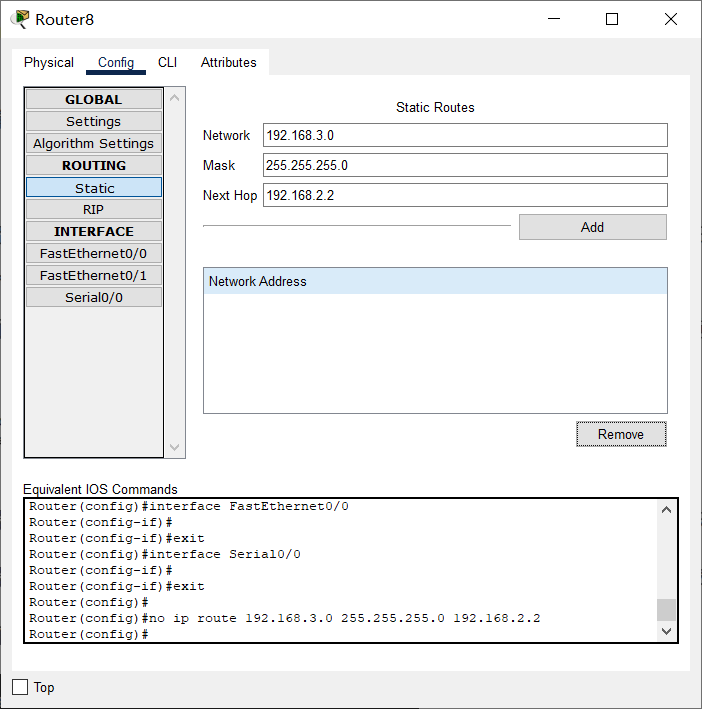 Router8
Physical Config CLI Attributes
GLOBAL
Settings
Algorithm Settings
ROUTING
Static
RIP
INTERFACE
FastEthernet0/0
FastEthernet0/1
Serial0/0
Static Routes
Network 192.168.3.0
Mask 255.255.255.0
Next Hop 192.168.2.2
Add
Network Address
Remove
Equivalent IOS Commands
Router(config)#interface FastEthernet0/0
Router(config-if)#
Router(config-if)#exit
Router(config)#interface Serial0/0
Router(config-if)#
Router(config-if)#exit
Router(config)#
Router(config)#no ip route 192.168.3.0 255.255.255.0 192.168.2.2
Router(config)#
Top